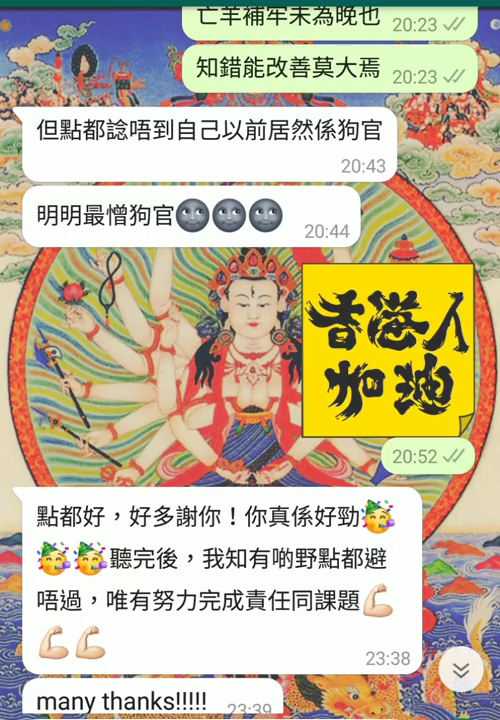 亡羊補牢未為晚也
20:23
知錯能改善莫大焉
20:23
但點都諗唔到自己以前居然係狗官
20:43
明明最憎狗官🌚🌚🌚
20:44
香港人
加油
20:52
點都好，好多謝你！你真係好勁🥳
🥳🥳聽完後，我知有啲野點都避
唔過，唯有努力完成責任同課題💪🏻
💪🏻💪🏻
23:38
many thanks!!!!!
23:39